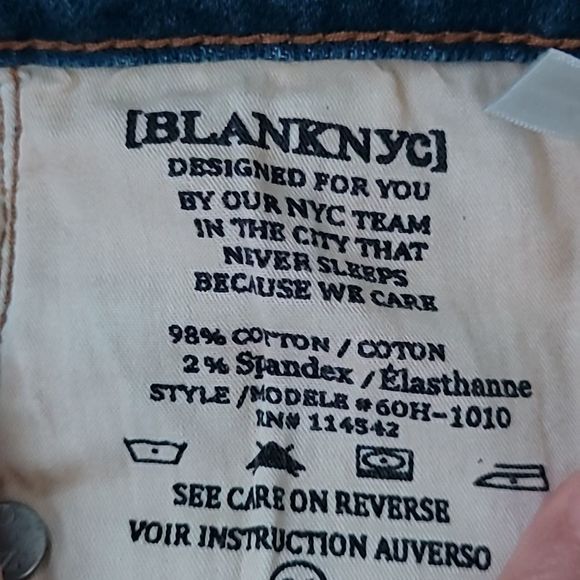 [BLANKNYC]
DESIGNED FOR YOU
BY OUR NYC TEAM
IN THE CITY THAT
NEVER SLEEPS
BECAUSE WE CARE
98% COTTON / COTON
2% Spandex / Élasthanne
STYLE / MODELE #60H-1010
RN# 114542
SEE CARE ON REVERSE
VOIR INSTRUCTION AUVERSO